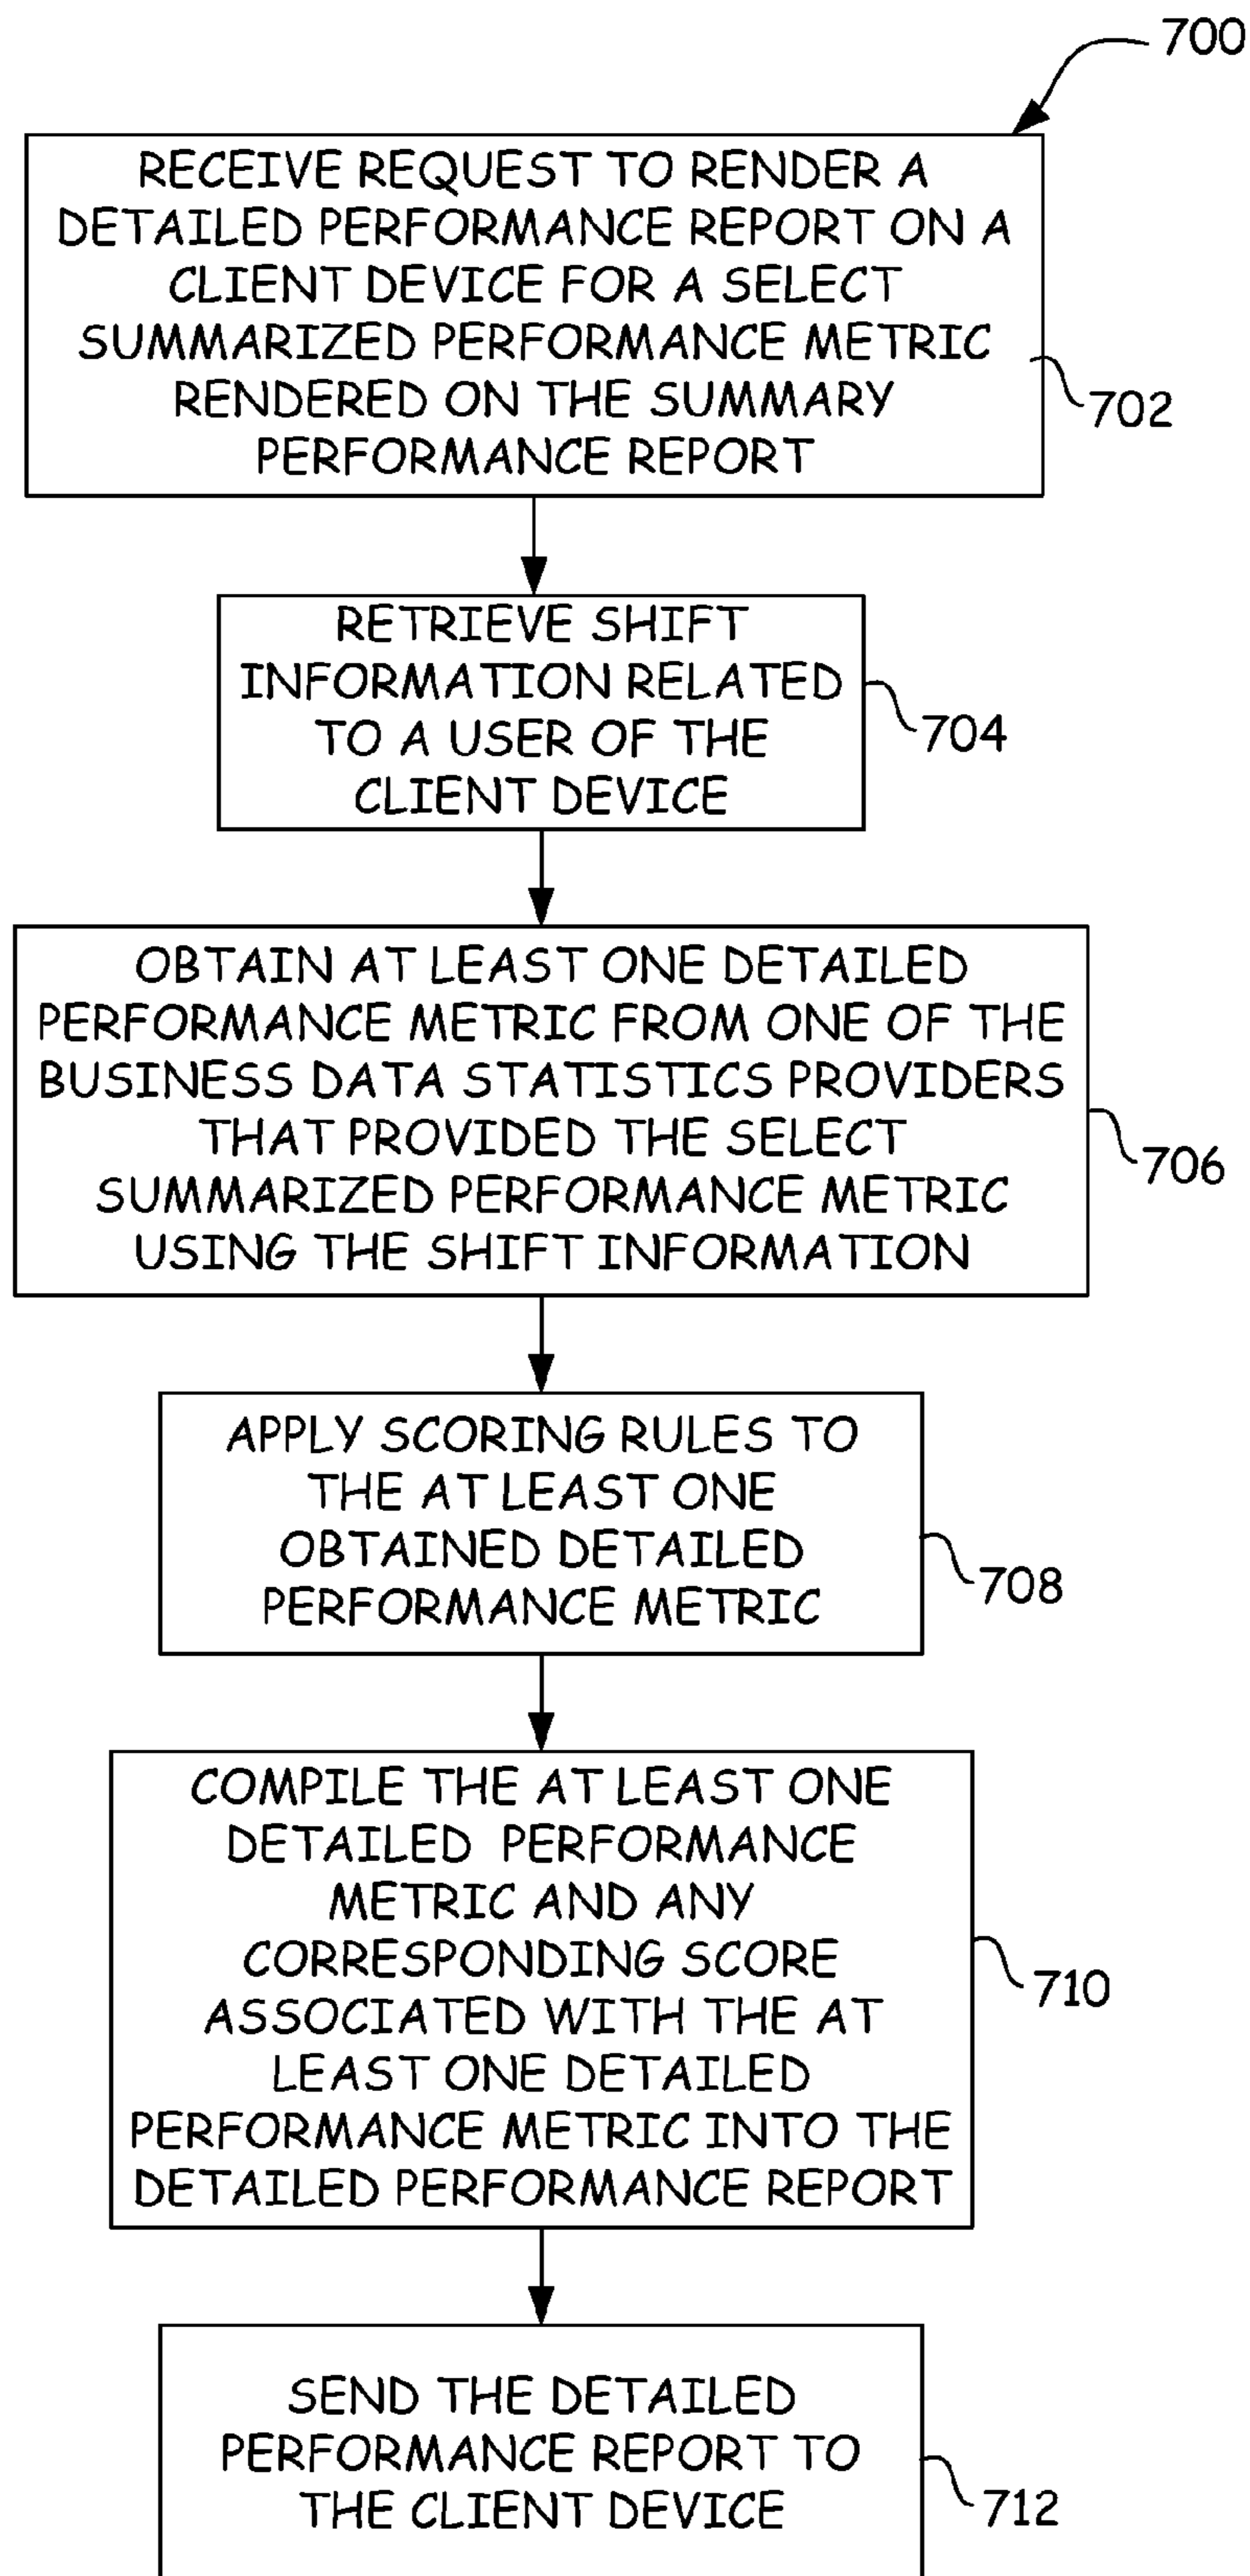 700
RECEIVE REQUEST TO RENDER A
DETAILED PERFORMANCE REPORT ON A
CLIENT DEVICE FOR A SELECT
SUMMARIZED PERFORMANCE METRIC
RENDERED ON THE SUMMARY
PERFORMANCE REPORT
702
RETRIEVE SHIFT
INFORMATION RELATED
TO A USER OF THE
CLIENT DEVICE
704
OBTAIN AT LEAST ONE DETAILED
PERFORMANCE METRIC FROM ONE OF THE
BUSINESS DATA STATISTICS PROVIDERS
THAT PROVIDED THE SELECT
SUMMARIZED PERFORMANCE METRIC
USING THE SHIFT INFORMATION
706
APPLY SCORING RULES TO
THE AT LEAST ONE
OBTAINED DETAILED
PERFORMANCE METRIC
708
COMPILE THE AT LEAST ONE
DETAILED PERFORMANCE
METRIC AND ANY
CORRESPONDING SCORE
ASSOCIATED WITH THE AT
LEAST ONE DETAILED
PERFORMANCE METRIC INTO THE
DETAILED PERFORMANCE REPORT
710
SEND THE DETAILED
PERFORMANCE REPORT TO
THE CLIENT DEVICE
712